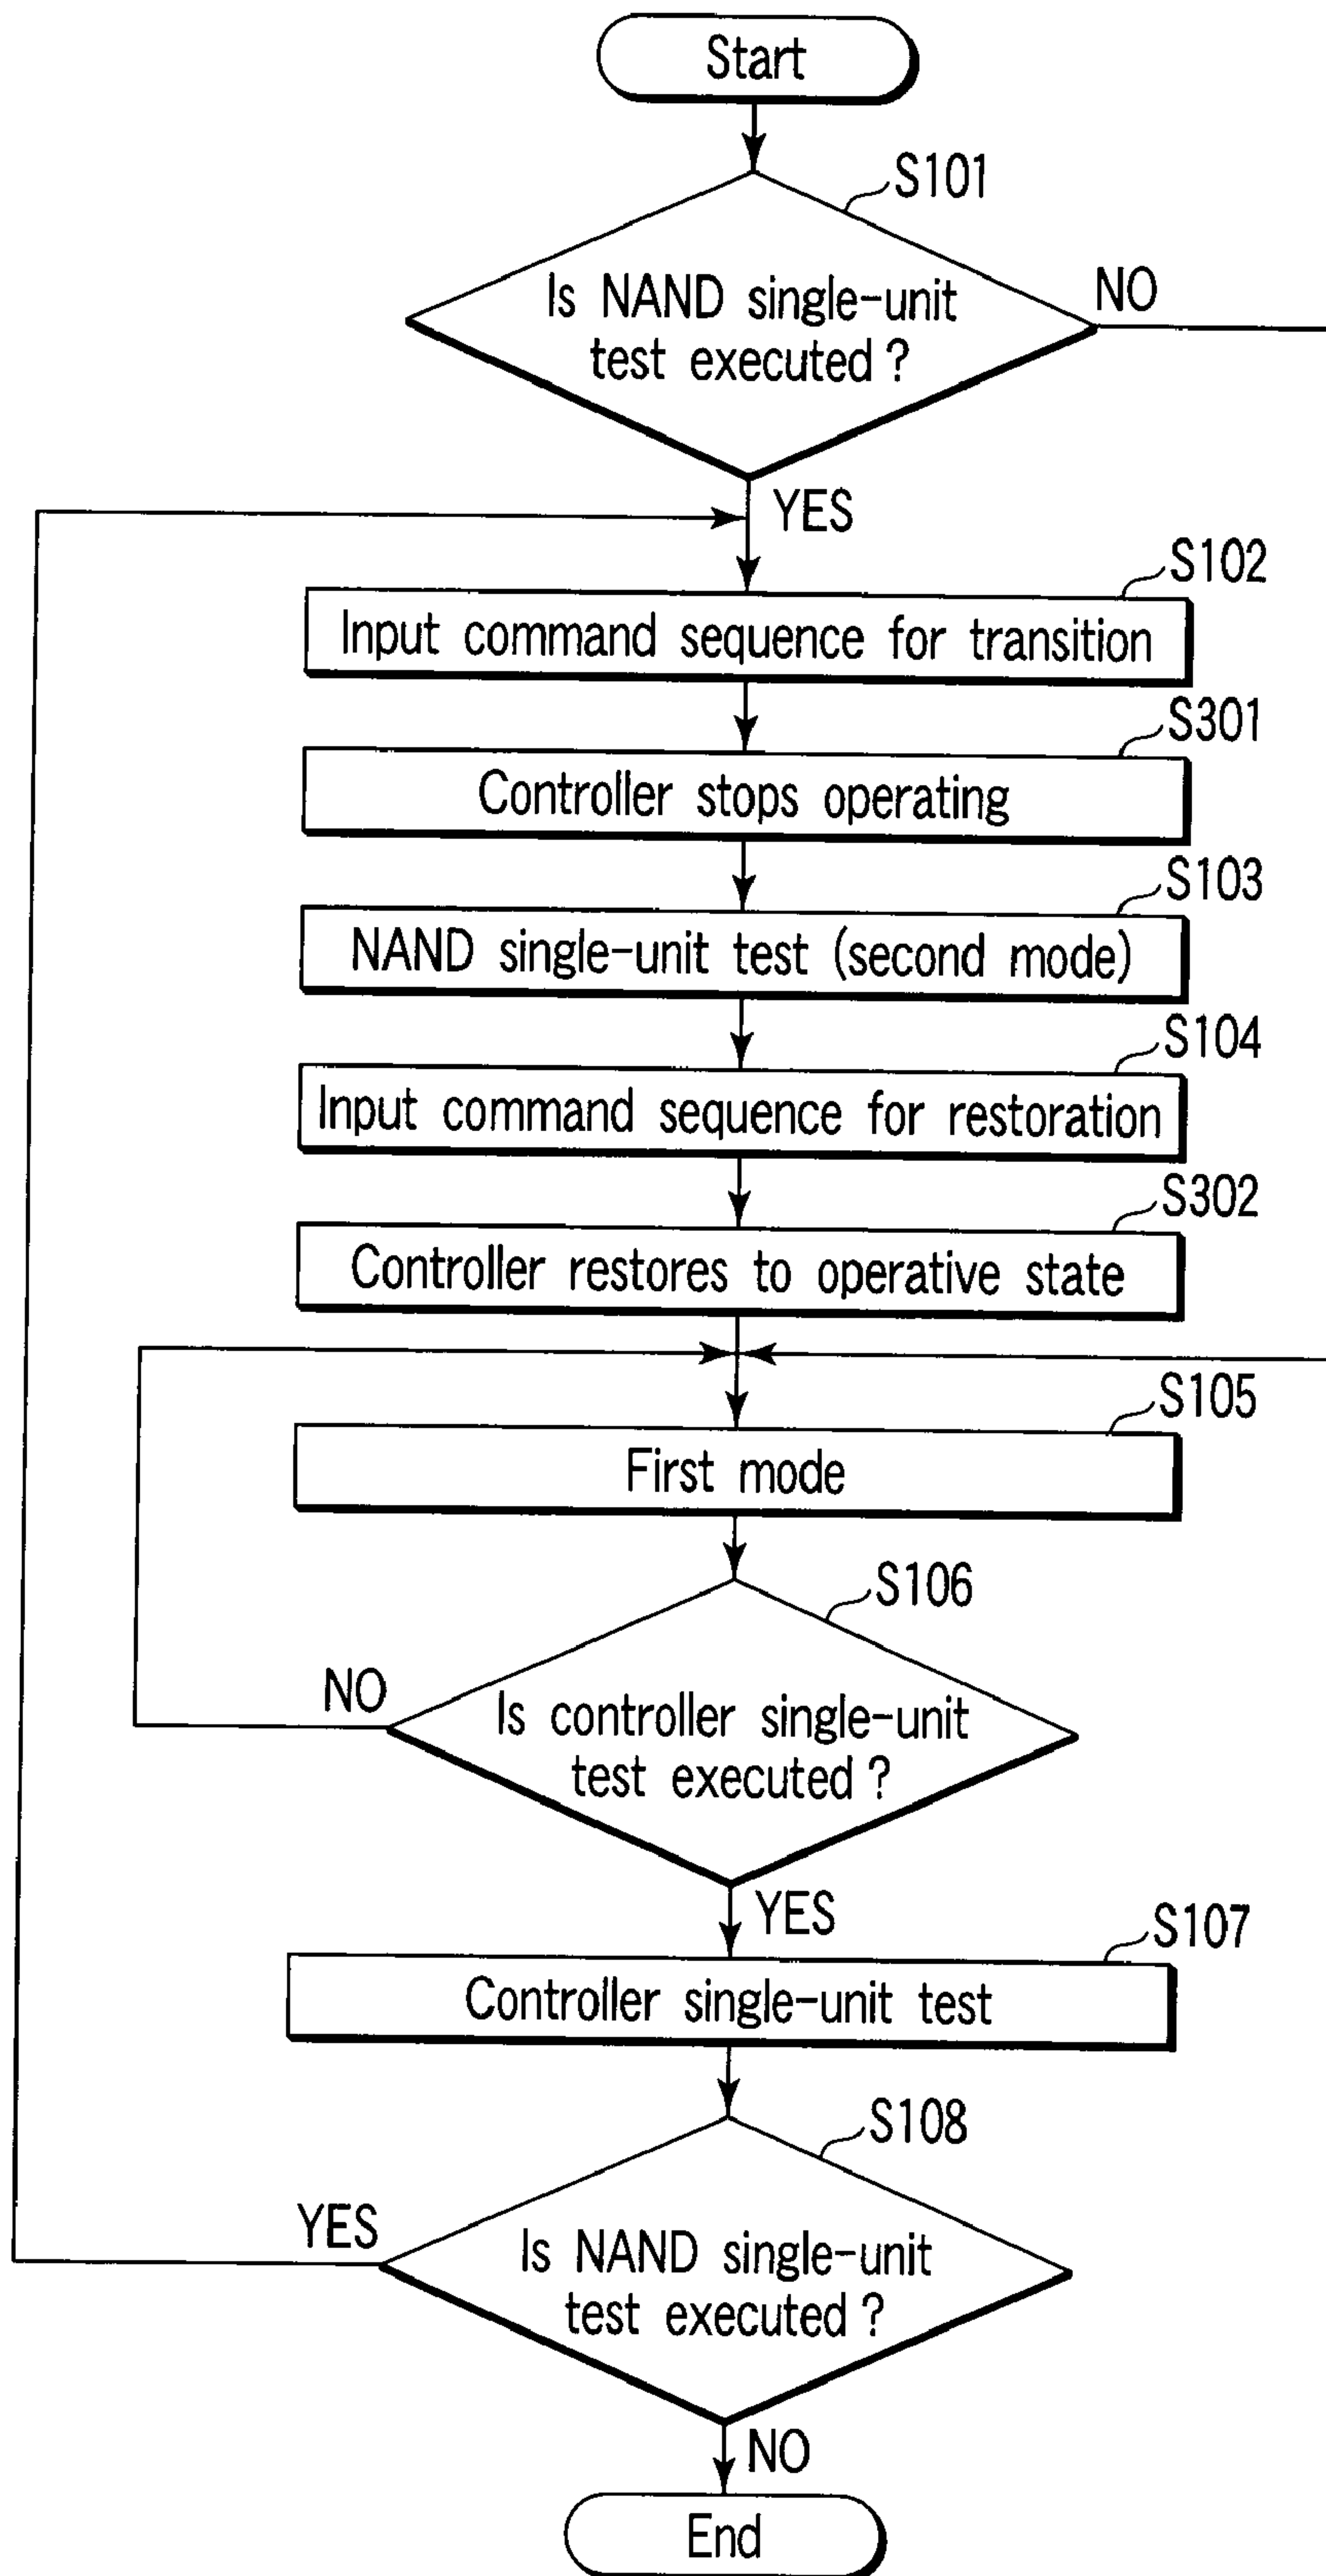 Start
S101
Is NAND single-unit
test executed ?
NO
YES
S102
Input command sequence for transition
S301
Controller stops operating
S103
NAND single-unit test (second mode)
S104
Input command sequence for restoration
S302
Controller restores to operative state
S105
First mode
S106
NO
Is controller single-unit
test executed ?
YES
S107
Controller single-unit test
S108
YES
Is NAND single-unit
test executed ?
NO
End